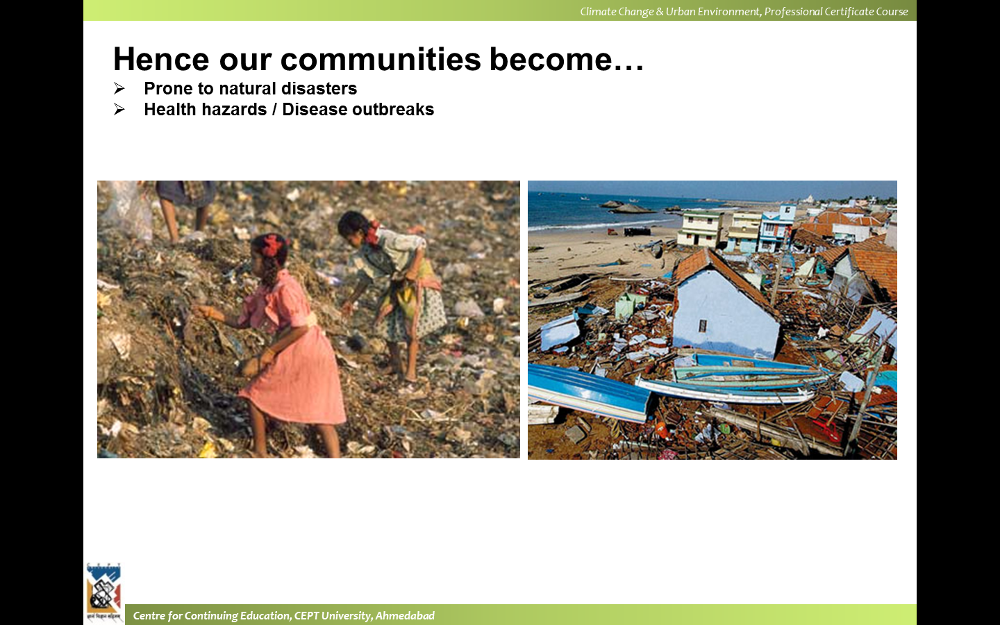 Climate Change & Urban Environment, Professional Certificate Course
Hence our communities become…
➢ Prone to natural disasters
➢ Health hazards / Disease outbreaks
C E P T
Centre for Continuing Education, CEPT University, Ahmedabad